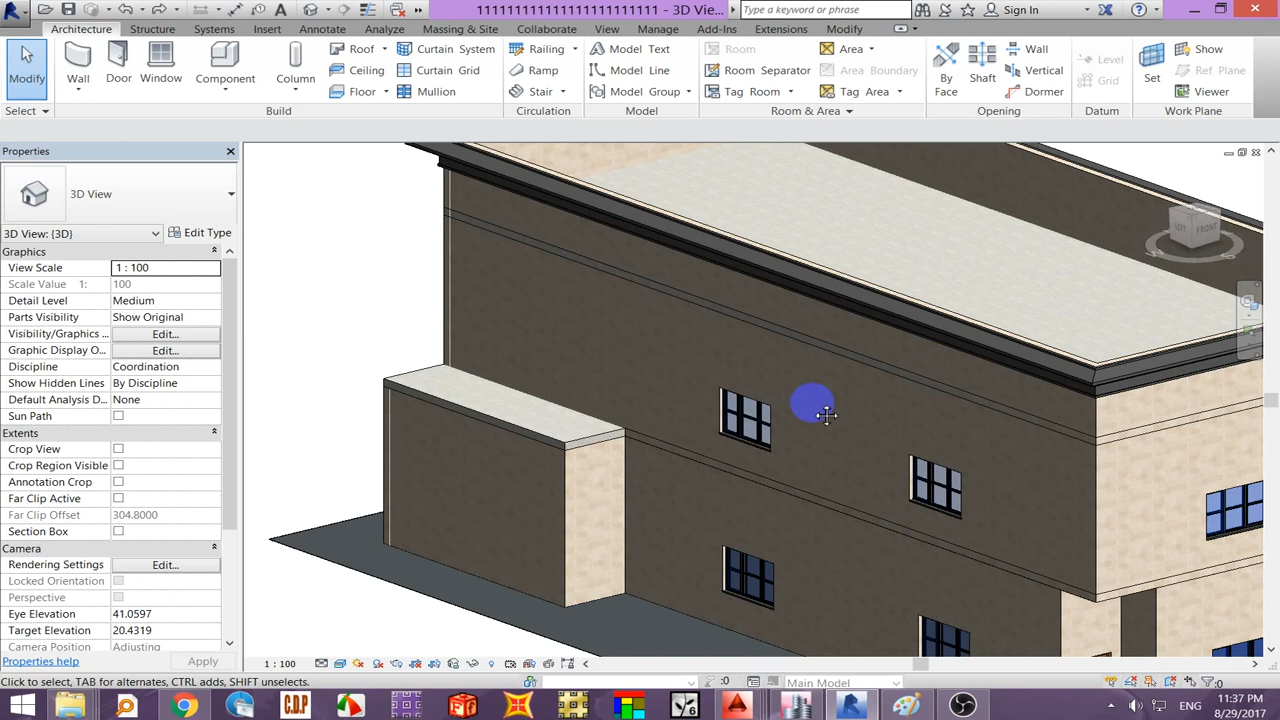 1111111111111111111111111111111 - 3D Vie...
Type a keyword or phrase
Sign In
Architecture Structure Systems Insert Annotate Analyze Massing & Site Collaborate View Manage Add-Ins Extensions Modify
Modify Wall Door Window Component Column
Roof Curtain System Railing Model Text Room Area By Face Shaft Wall Level Set Show
Ceiling Curtain Grid Ramp Model Line Room Separator Area Boundary Vertical Grid Ref Plane
Floor Mullion Stair Model Group Tag Room Tag Area Dormer Viewer
Select Build Circulation Model Room & Area Opening Datum Work Plane
Properties
3D View
3D View: {3D} Edit Type
Graphics
View Scale 1 : 100
Scale Value 1: 100
Detail Level Medium
Parts Visibility Show Original
Visibility/Graphics ... Edit...
Graphic Display O... Edit...
Discipline Coordination
Show Hidden Lines By Discipline
Default Analysis D... None
Sun Path
Extents
Crop View
Crop Region Visible
Annotation Crop
Far Clip Active
Far Clip Offset 304.8000
Section Box
Camera
Rendering Settings Edit...
Locked Orientation
Perspective
Eye Elevation 41.0597
Target Elevation 20.4319
Camera Position Adjusting
Properties help Apply
LEFT FRONT
W S
1 : 100
Click to select, TAB for alternates, CTRL adds, SHIFT unselects.
:0 Main Model :0
C.D.P
6
ENG
11:37 PM
8/29/2017